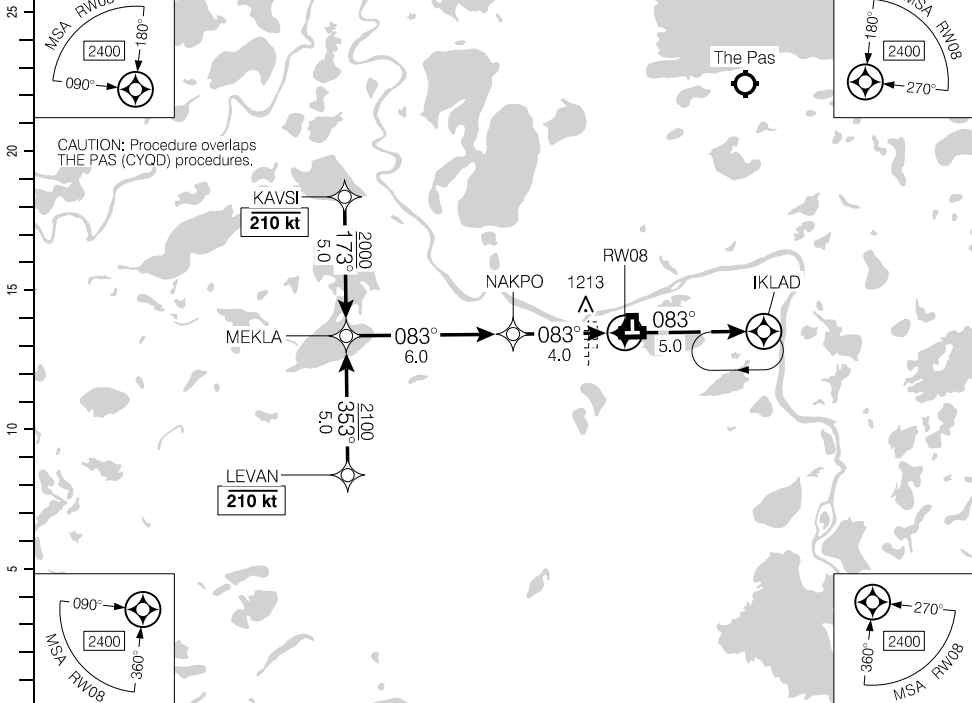 25
20
15
10
5
MSA RW08
2400
180°
090°
MSA RW08
2400
180°
270°
The Pas
CAUTION: Procedure overlaps
THE PAS (CYQD) procedures.
KAVSI
210 kt
2000
173°
5.0
MEKLA
083°
6.0
NAKPO
083°
4.0
1213
RW08
083°
5.0
IKLAD
2100
353°
5.0
LEVAN
210 kt
090°
2400
360°
MSA RW08
270°
2400
360°
MSA RW08